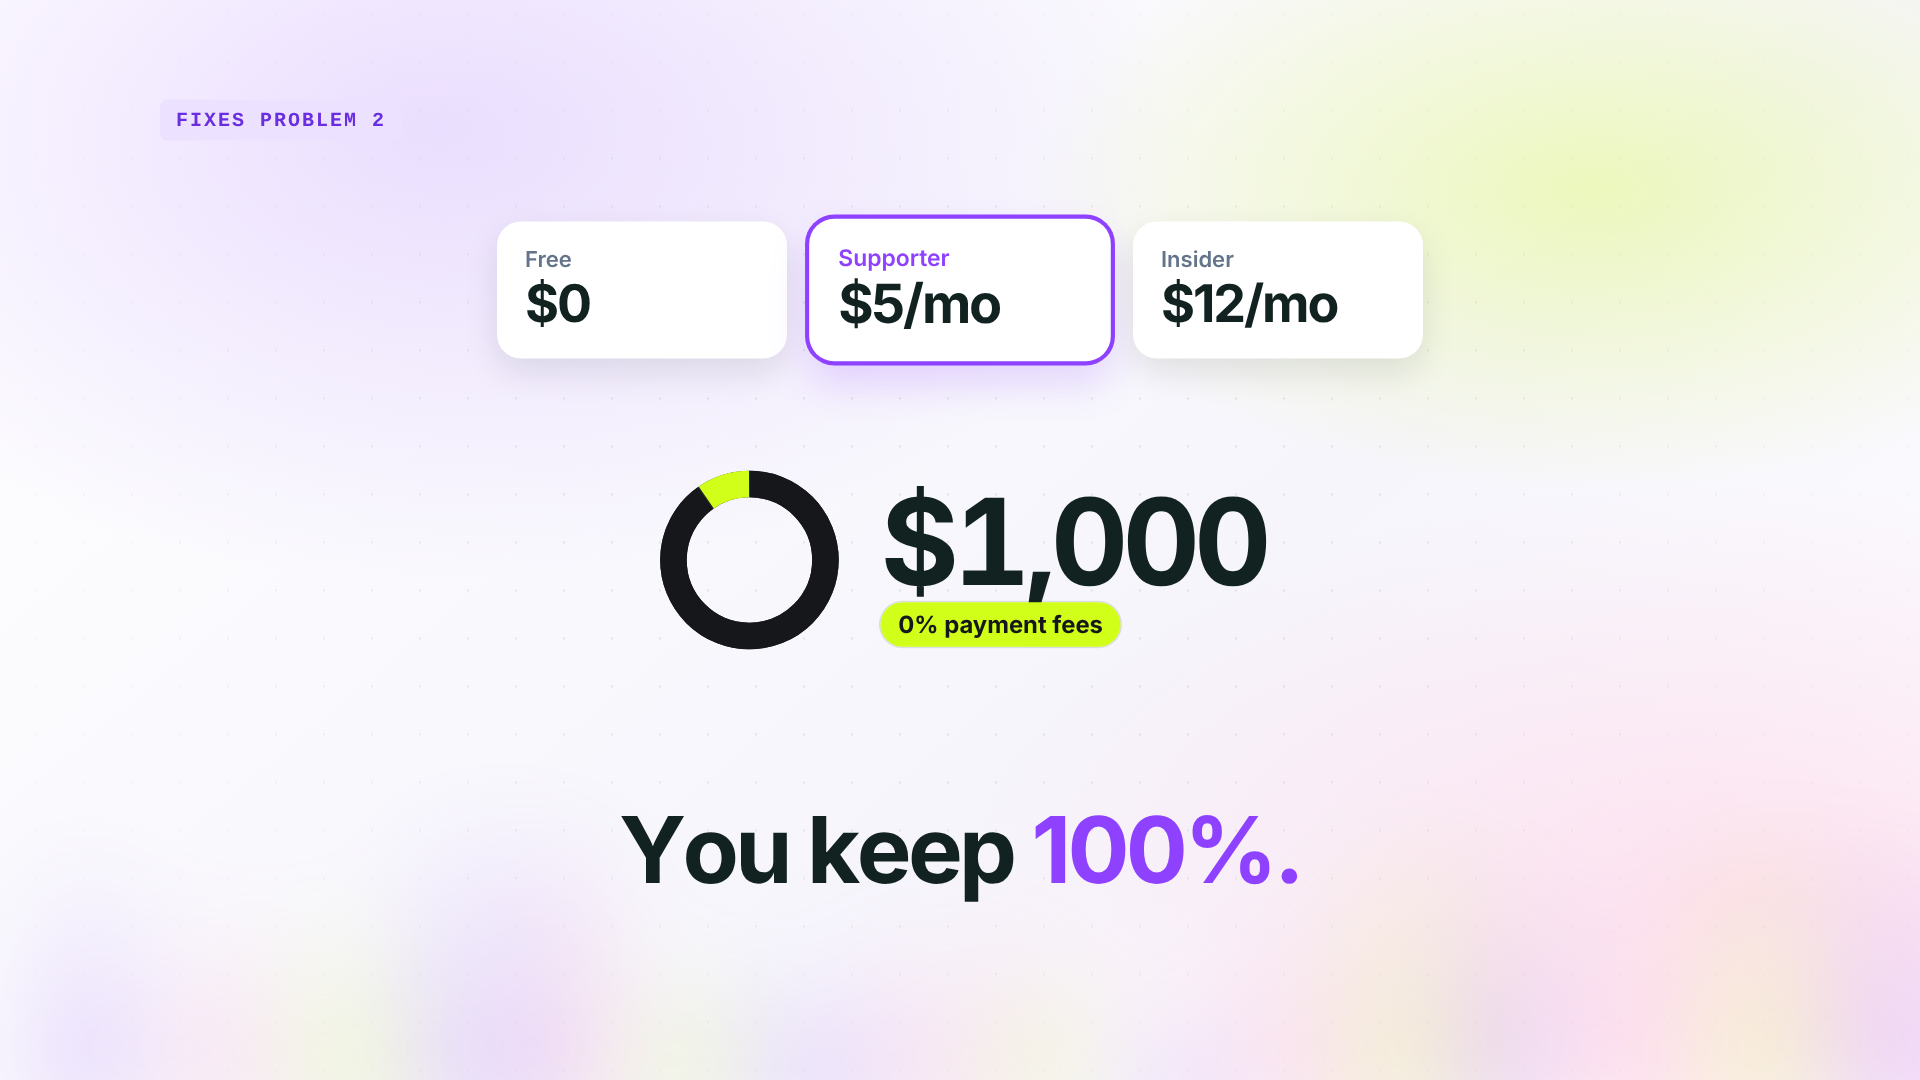 FIXES PROBLEM 2
Free
$0
Supporter
$5/mo
Insider
$12/mo
$1,000
0% payment fees
You keep 100%.